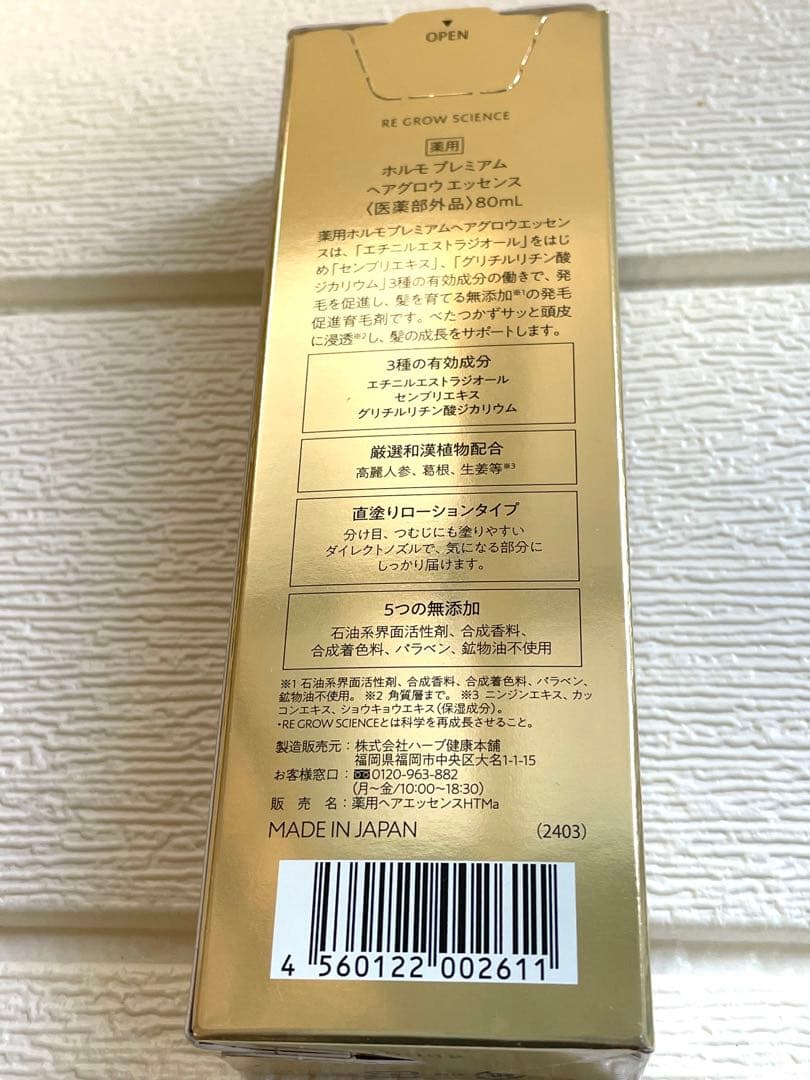 OPEN
RE GROW SCIENCE
薬用
ホルモ プレミアム
ヘアグロウ エッセンス
〈医薬部外品〉80mL
薬用ホルモプレミアムヘアグロウエッセン
スは、「エチニルエストラジオール」をはじ
め「センブリエキス」、「グリチルリチン酸
ジカリウム」3種の有効成分の働きで、発
毛を促進し、髪を育てる無添加※1の発毛
促進育毛剤です。べたつかずサッと頭皮
に浸透※2し、髪の成長をサポートします。
3種の有効成分
エチニルエストラジオール
センブリエキス
グリチルリチン酸ジカリウム
厳選和漢植物配合
高麗人参、葛根、生姜等※3
直塗りローションタイプ
分け目、つむじにも塗りやすい
ダイレクトノズルで、気になる部分に
しっかり届けます。
5つの無添加
石油系界面活性剤、合成香料、
合成着色料、パラベン、鉱物油不使用
※1 石油系界面活性剤、合成香料、合成着色料、パラベン、
鉱物油不使用。 ※2 角質層まで。 ※3 ニンジンエキス、カッ
コンエキス、ショウキョウエキス(保湿成分)。
・RE GROW SCIENCEとは科学を再成長させること。
製造販売元：株式会社ハーブ健康本舗
福岡県福岡市中央区大名1-1-15
お客様窓口：0120-963-882
(月〜金/10:00〜18:30)
販 売 名：薬用ヘアエッセンスHTMa
MADE IN JAPAN (2403)
4 560122 002611